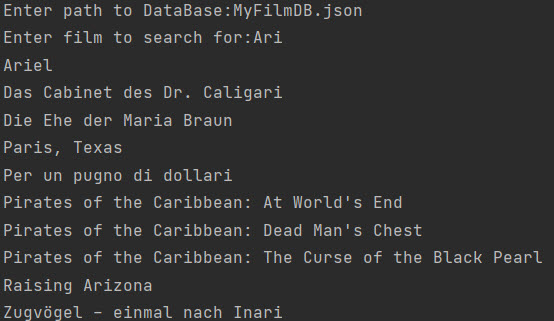 Enter path to DataBase:MyFilmDB.json
Enter film to search for:Ari
Ariel
Das Cabinet des Dr. Caligari
Die Ehe der Maria Braun
Paris, Texas
Per un pugno di dollari
Pirates of the Caribbean: At World's End
Pirates of the Caribbean: Dead Man's Chest
Pirates of the Caribbean: The Curse of the Black Pearl
Raising Arizona
Zugvögel – einmal nach Inari